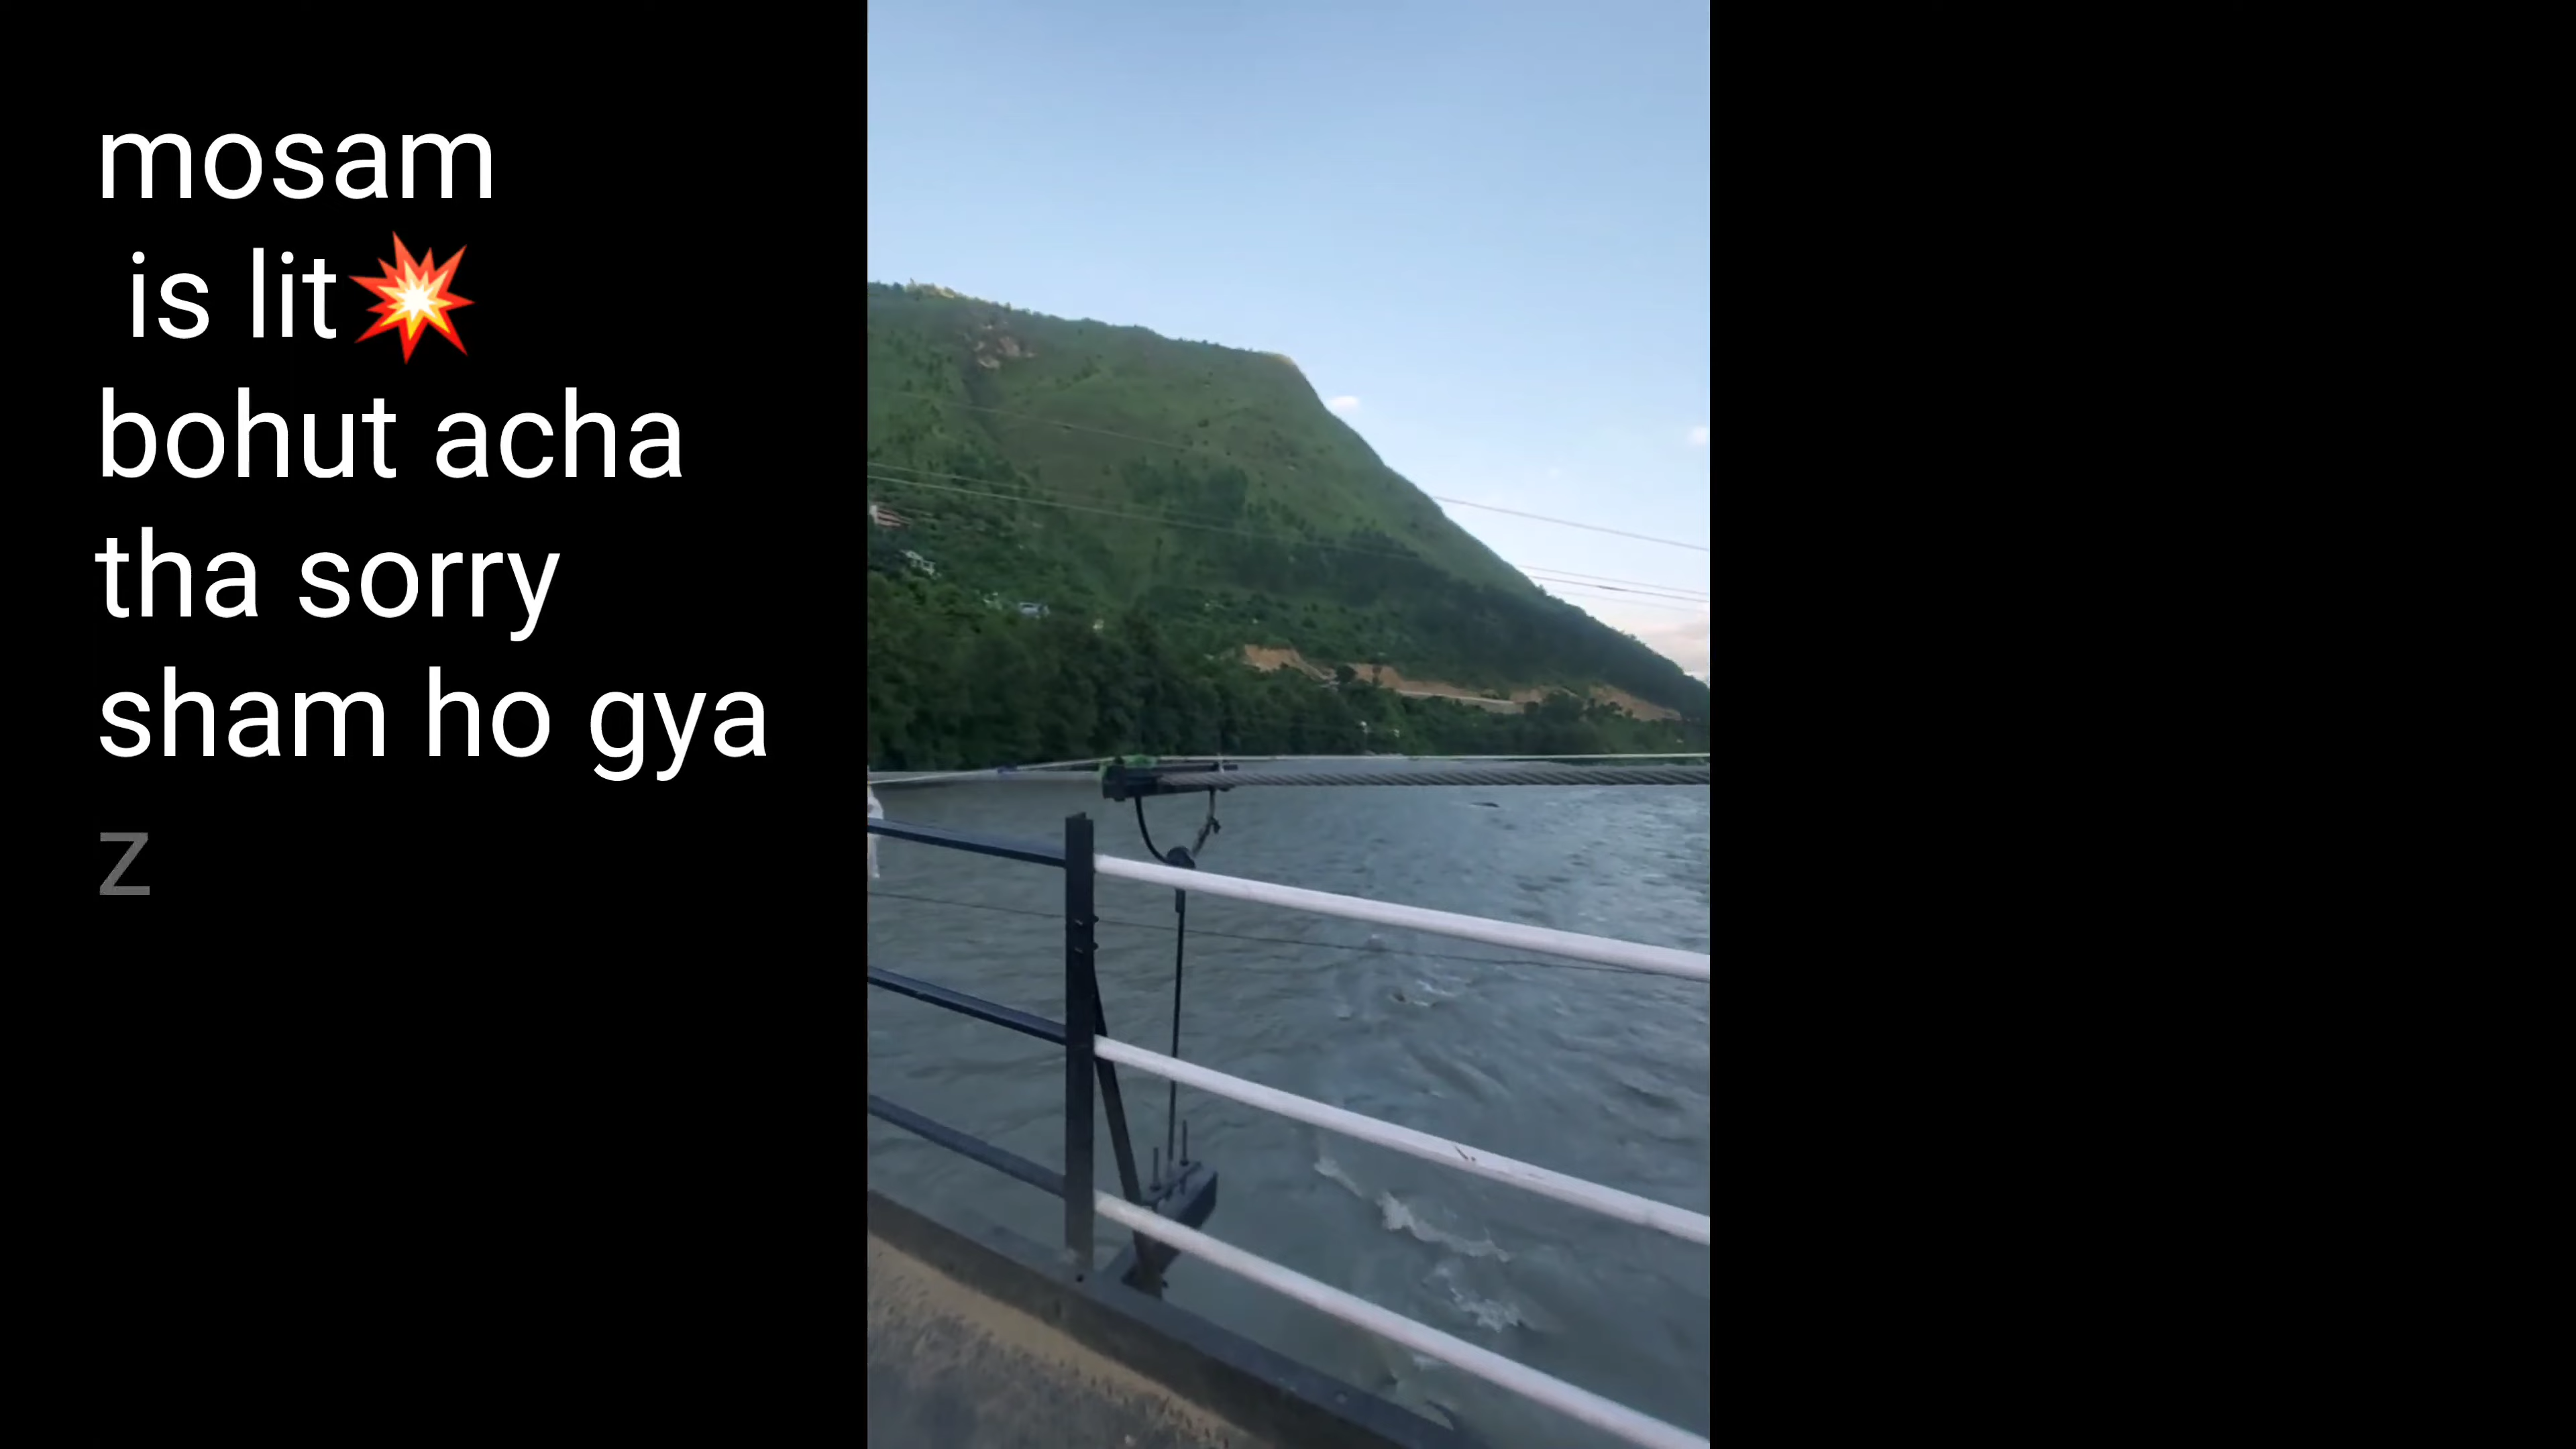 mosam
is lit💥
bohut acha
tha sorry
sham ho gya
z